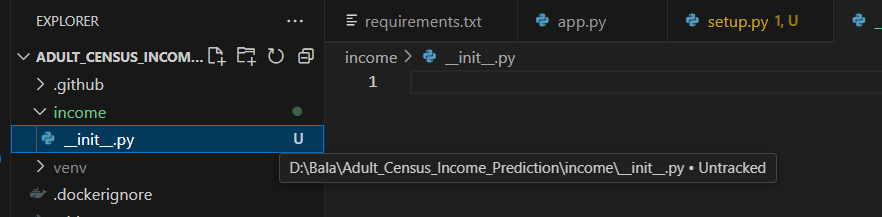 EXPLORER
requirements.txt app.py setup.py 1, U
ADULT_CENSUS_INCOM...
income > __init__.py
.github
1
income
__init__.py U
D:\Bala\Adult_Census_Income_Prediction\income\__init__.py • Untracked
venv
.dockerignore